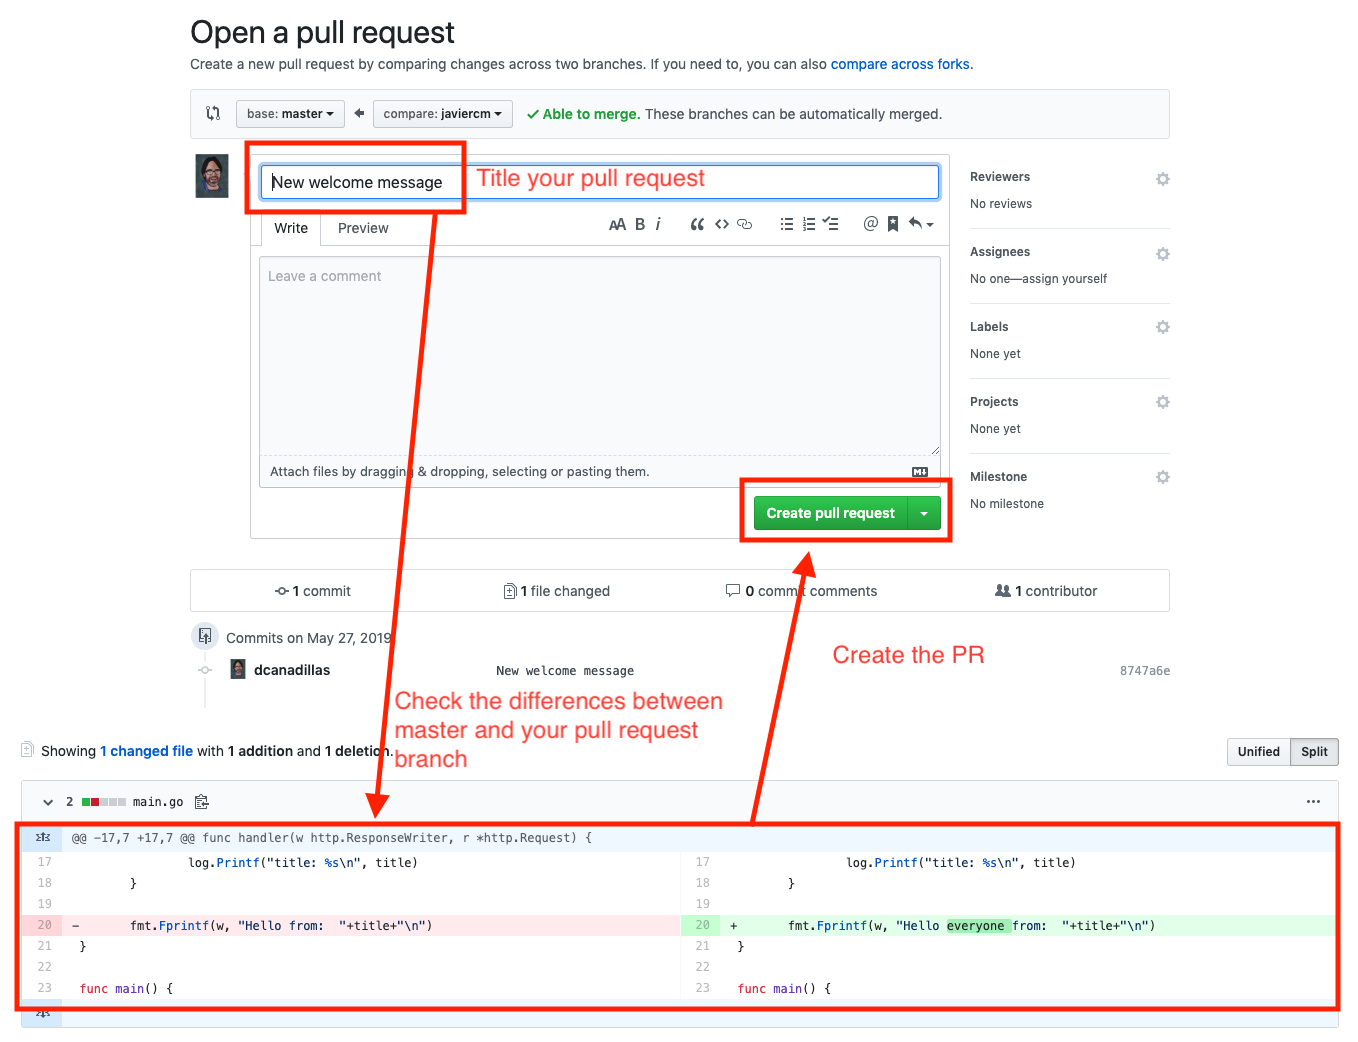 Open a pull request
Create a new pull request by comparing changes across two branches. If you need to, you can also compare across forks.
base: master
compare: javiercm
Able to merge. These branches can be automatically merged.
New welcome message
Title your pull request
Write
Preview
AA B i
@
Leave a comment
Attach files by dragging & dropping, selecting or pasting them.
Create pull request
Reviewers
No reviews
Assignees
No one—assign yourself
Labels
None yet
Projects
None yet
Milestone
No milestone
1 commit
1 file changed
0 commit comments
1 contributor
Commits on May 27, 2019
dcanadillas
New welcome message
8747a6e
Create the PR
Check the differences between
master and your pull request
branch
Showing 1 changed file with 1 addition and 1 deletion.
Unified
Split
2 main.go
@@ -17,7 +17,7 @@ func handler(w http.ResponseWriter, r *http.Request) {
17 log.Printf("title: %s\n", title)
18 }
19
20 - fmt.Fprintf(w, "Hello from:  "+title+"\n")
21 }
22
23 func main() {
17 log.Printf("title: %s\n", title)
18 }
19
20 + fmt.Fprintf(w, "Hello everyone from:  "+title+"\n")
21 }
22
23 func main() {